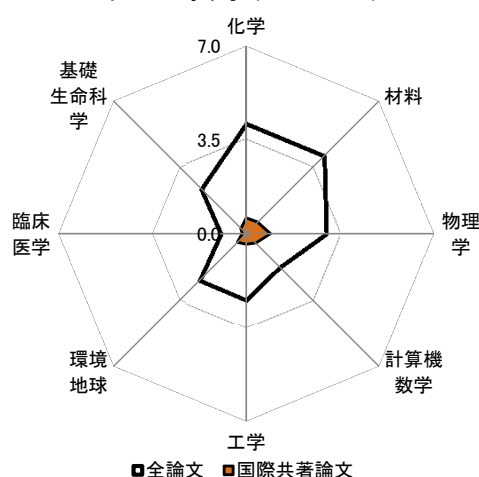 化学
7.0
基礎
生命科
学
材料
3.5
臨床
医学
0.0
物理
学
環境
地球
計算機
数学
工学
全論文 国際共著論文